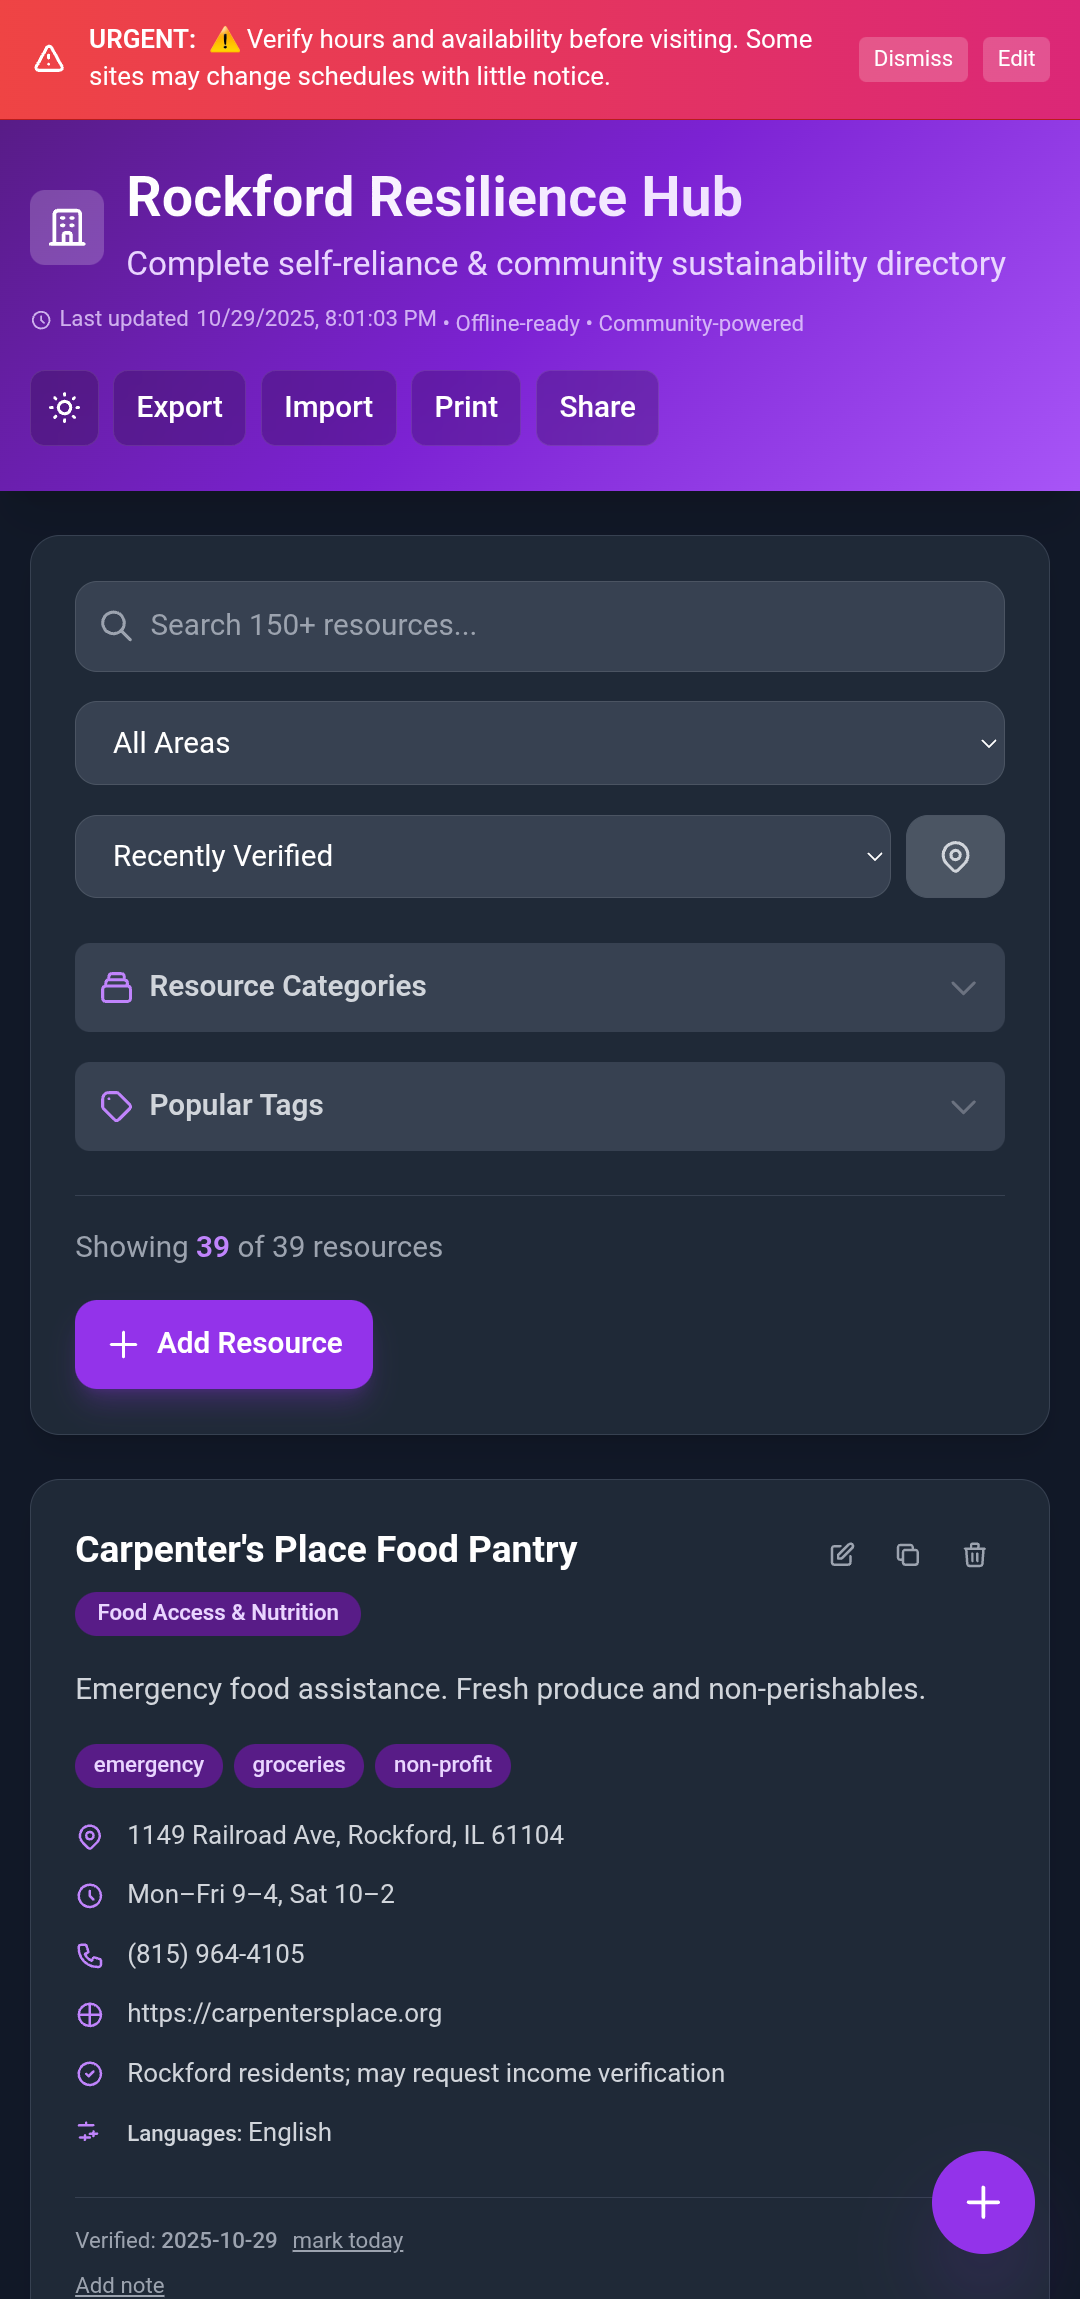 URGENT: ⚠️ Verify hours and availability before visiting. Some
sites may change schedules with little notice.
Dismiss
Edit
Rockford Resilience Hub
Complete self-reliance & community sustainability directory
Last updated 10/29/2025, 8:01:03 PM • Offline-ready • Community-powered
Export
Import
Print
Share
Search 150+ resources...
All Areas
Recently Verified
Resource Categories
Popular Tags
Showing 39 of 39 resources
Add Resource
Carpenter's Place Food Pantry
Food Access & Nutrition
Emergency food assistance. Fresh produce and non-perishables.
emergency
groceries
non-profit
1149 Railroad Ave, Rockford, IL 61104
Mon–Fri 9–4, Sat 10–2
(815) 964-4105
https://carpentersplace.org
Rockford residents; may request income verification
Languages: English
Verified: 2025-10-29 mark today
Add note